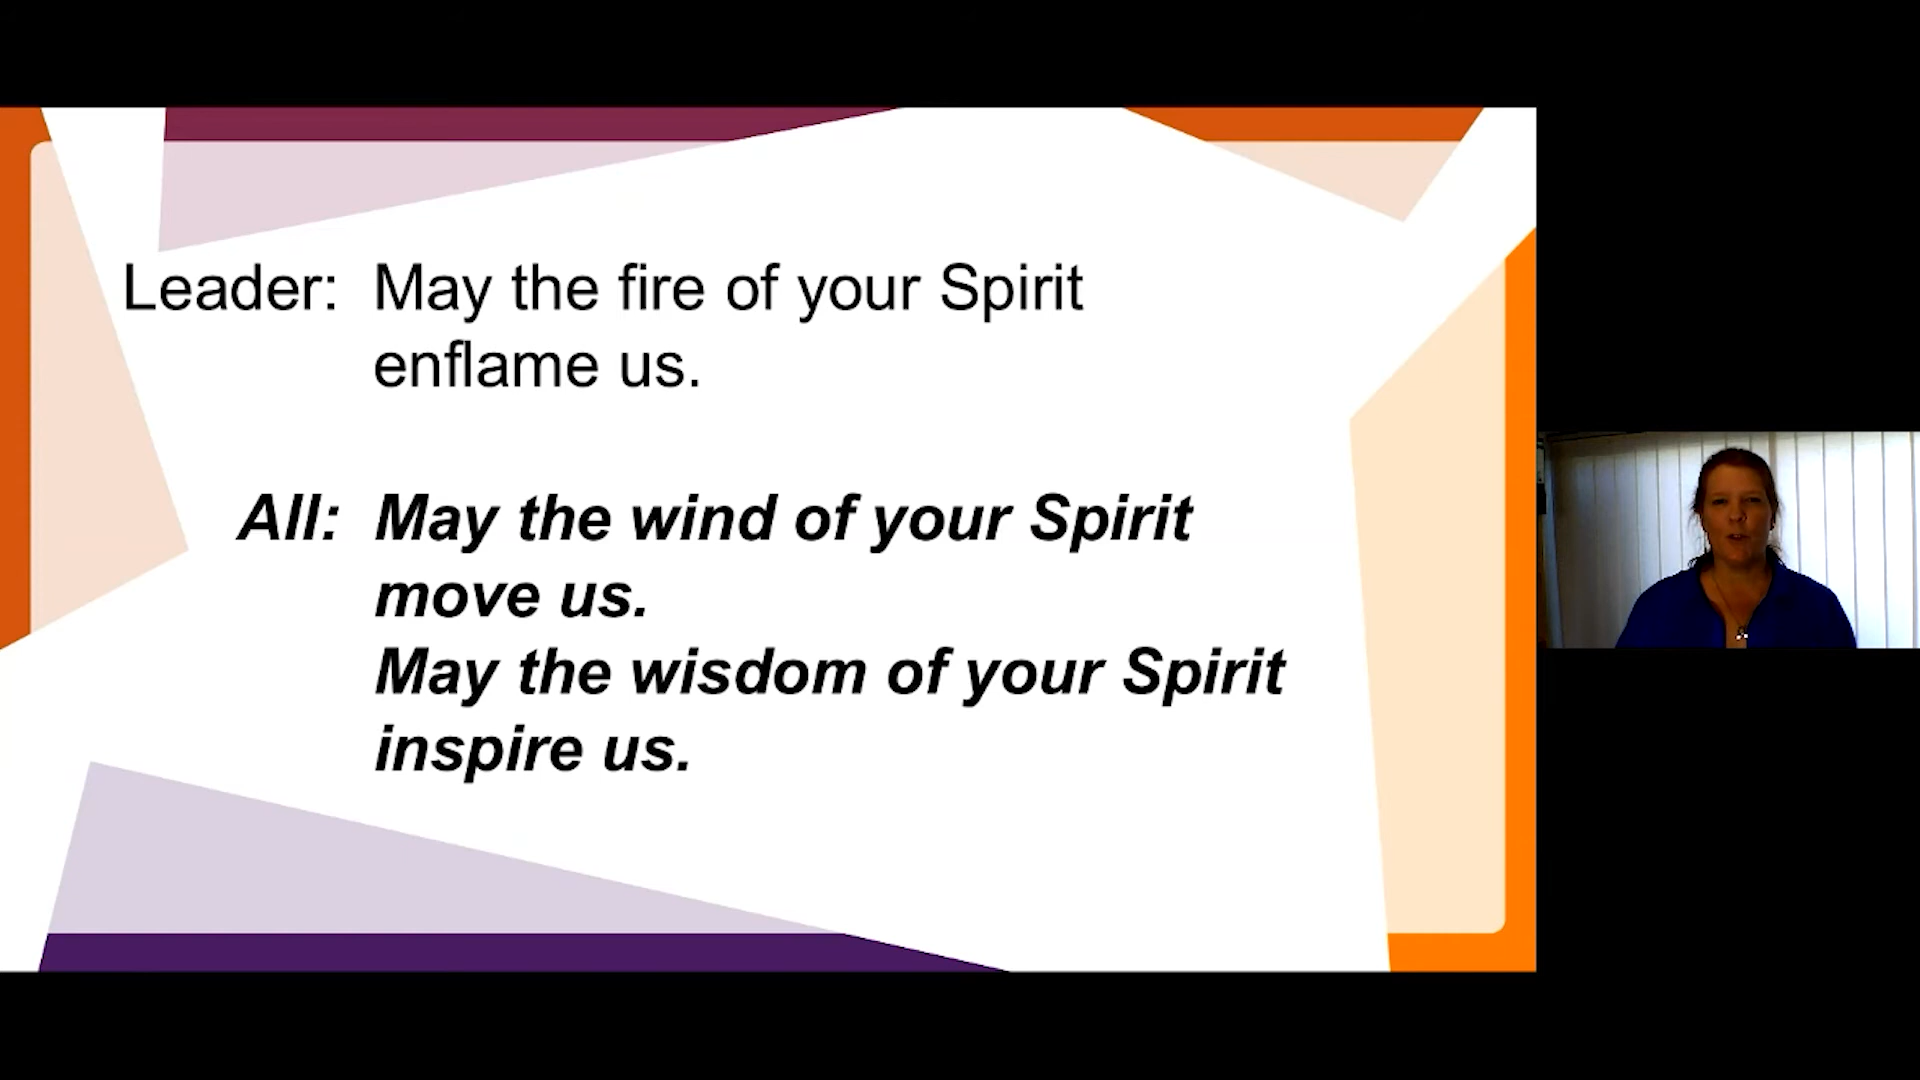 Leader: May the fire of your Spirit
enflame us.
All: May the wind of your Spirit
move us.
May the wisdom of your Spirit
inspire us.